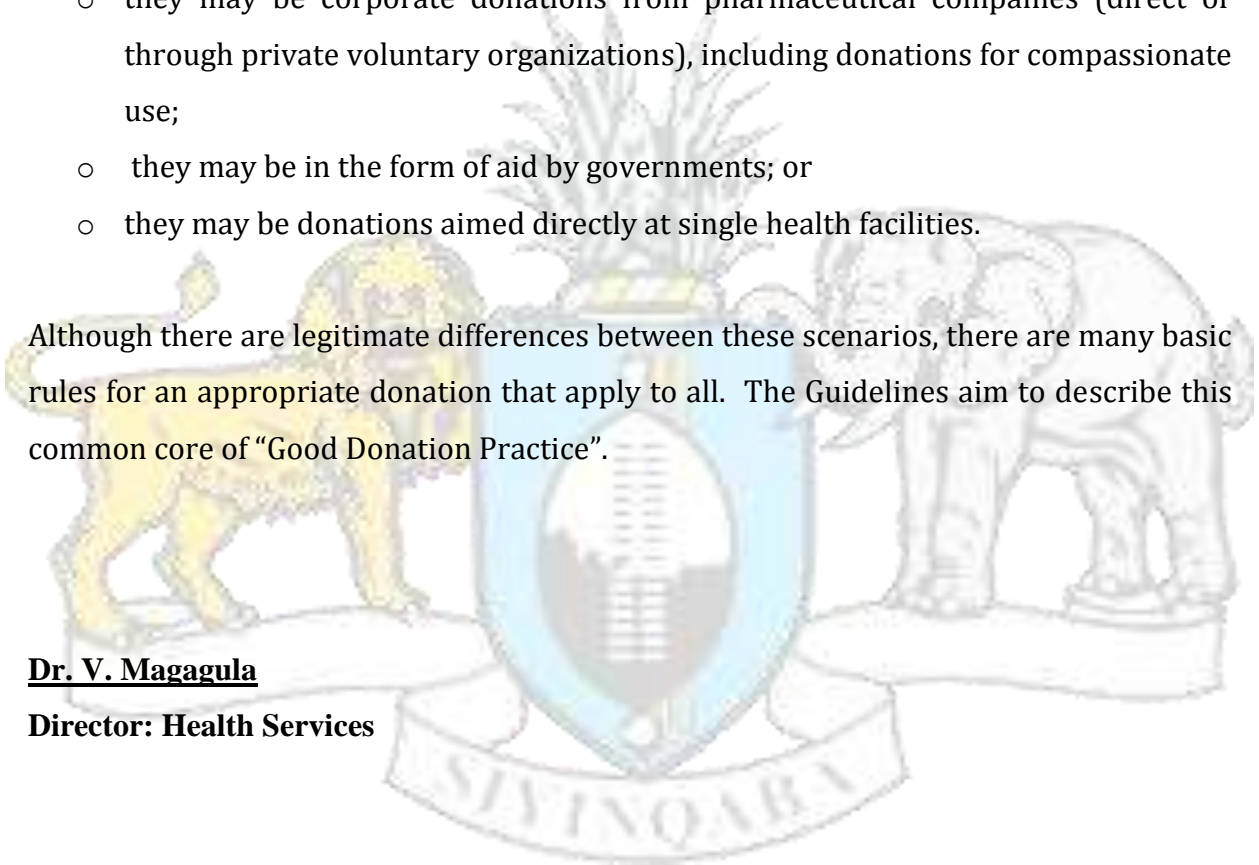 o they may be corporate donations from pharmaceutical companies (direct or
through private voluntary organizations), including donations for compassionate
use;
o they may be in the form of aid by governments; or
o they may be donations aimed directly at single health facilities.
Although there are legitimate differences between these scenarios, there are many basic
rules for an appropriate donation that apply to all. The Guidelines aim to describe this
common core of “Good Donation Practice”.
Dr. V. Magagula
Director: Health Services
SIYINQABA